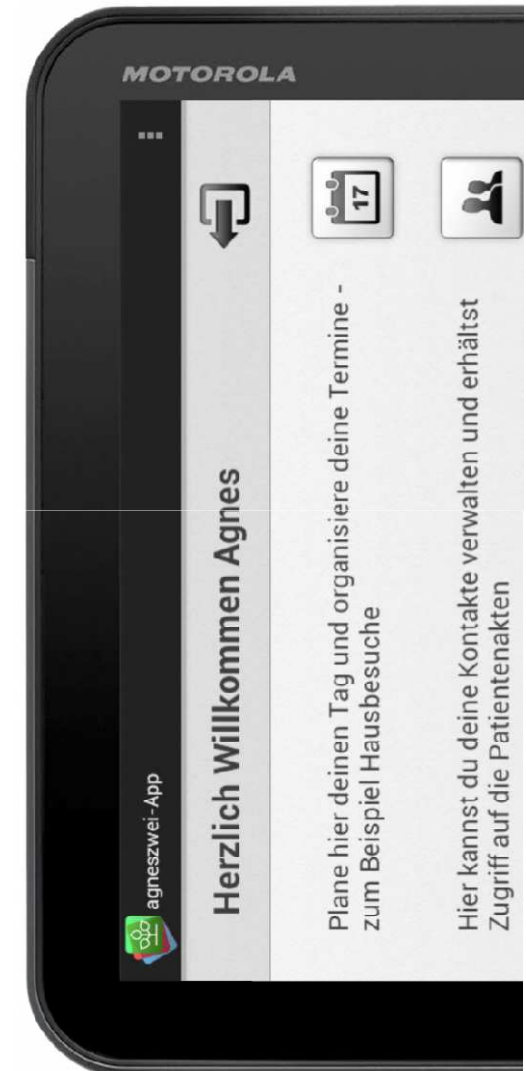 MOTOROLA
agneszwei-App
Herzlich Willkommen Agnes
Plane hier deinen Tag und organisiere deine Termine -
zum Beispiel Hausbesuche
17
Hier kannst du deine Kontakte verwalten und erhältst
Zugriff auf die Patientenakten